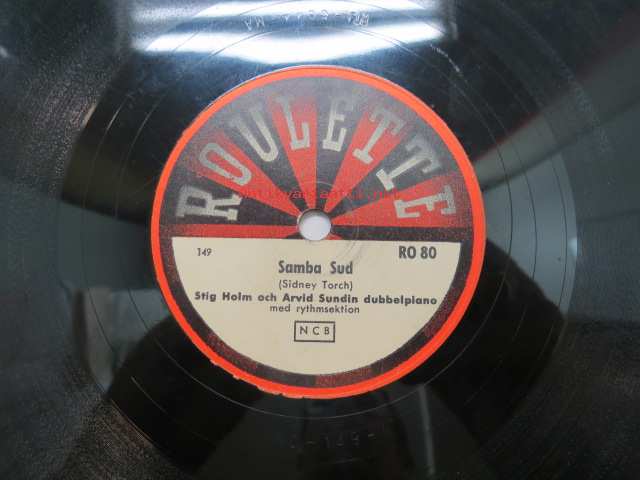 ROULETTE
149
RO 80
Samba Sud
(Sidney Torch)
Stig Holm och Arvid Sundin dubbelpiano
med rythmsektion
NCB